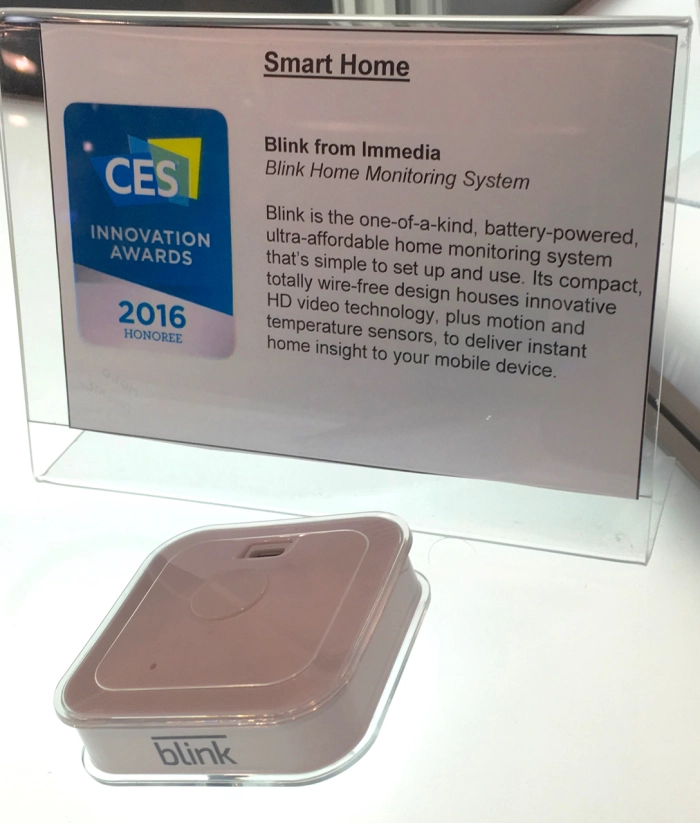 Smart Home
CES
INNOVATION
AWARDS
2016
HONOREE
Blink from Immedia
Blink Home Monitoring System
Blink is the one-of-a-kind, battery-powered,
ultra-affordable home monitoring system
that's simple to set up and use. Its compact,
totally wire-free design houses innovative
HD video technology, plus motion and
temperature sensors, to deliver instant
home insight to your mobile device.
blink